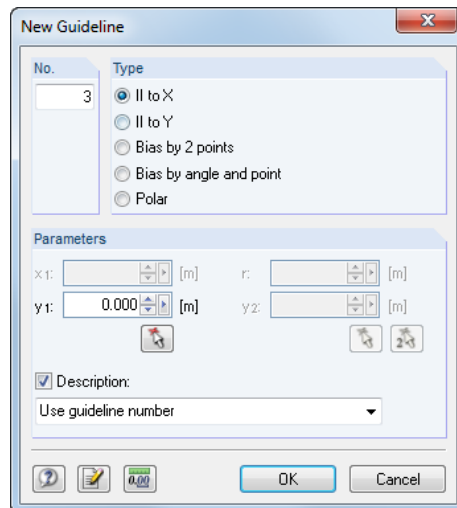 New Guideline
No.
Type
3
II to X
II to Y
Bias by 2 points
Bias by angle and point
Polar
Parameters
x1: [m] r: [m]
y1: 0.000 [m] y2: [m]
2
Description:
Use guideline number
0.00
OK
Cancel